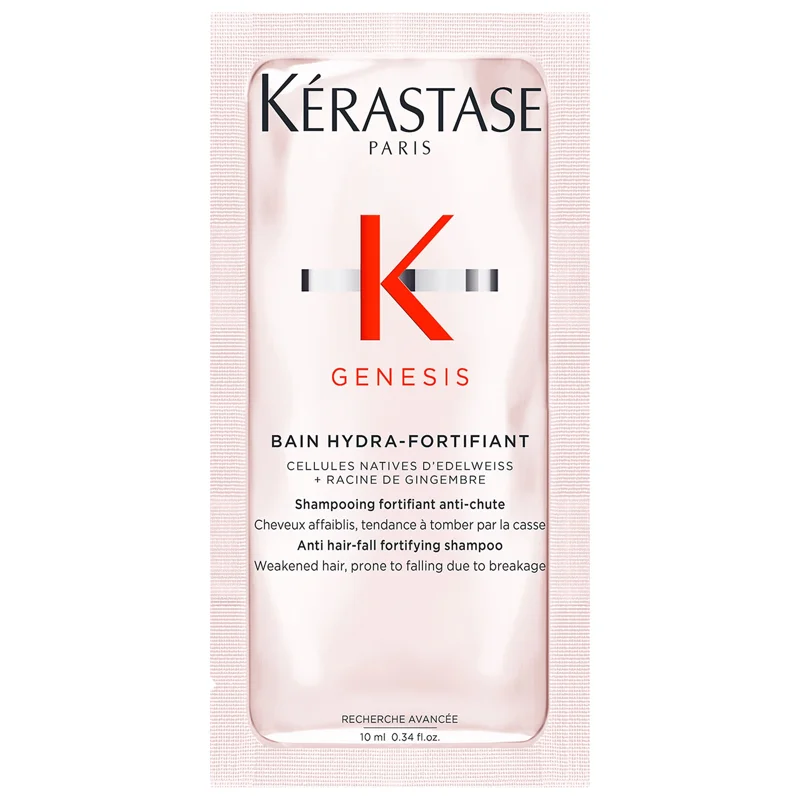 KÉRASTASE
PARIS
K
GENESIS
BAIN HYDRA-FORTIFIANT
CELLULES NATIVES D'EDELWEISS
+ RACINE DE GINGEMBRE
Shampooing fortifiant anti-chute
Cheveux affaiblis, tendance à tomber par la casse
Anti hair-fall fortifying shampoo
Weakened hair, prone to falling due to breakage
RECHERCHE AVANCÉE
10 ml 0.34 fl.oz.